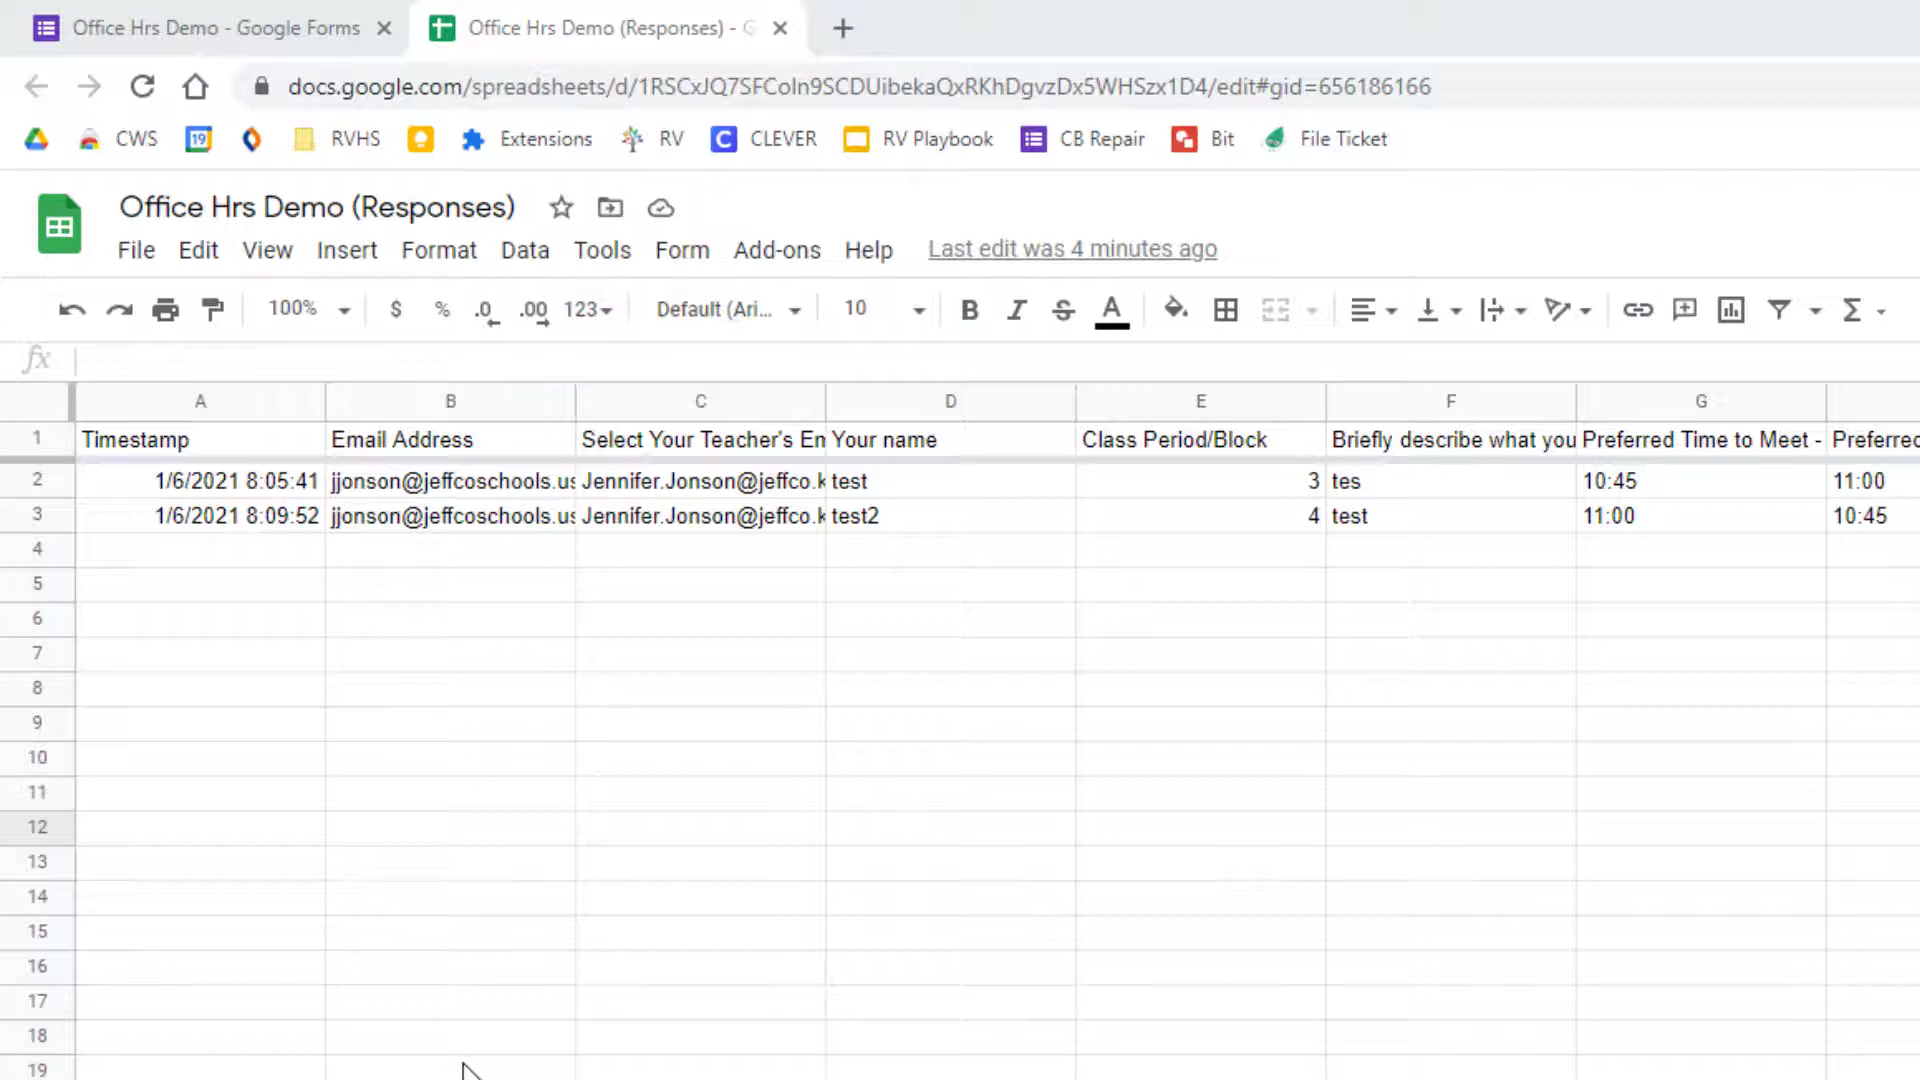 Office Hrs Demo - Google Forms
Office Hrs Demo (Responses) - G
docs.google.com/spreadsheets/d/1RSCxJQ7SFCoIn9SCDUibekaQxRKhDgvzDx5WHSzx1D4/edit#gid=656186166
CWS 19 RVHS Extensions RV C CLEVER RV Playbook CB Repair Bit File Ticket
Office Hrs Demo (Responses)
File Edit View Insert Format Data Tools Form Add-ons Help Last edit was 4 minutes ago
100% $ % .0 .00 123 Default (Ari... 10 B I S A Σ
fx
A B C D E F G
1 Timestamp Email Address Select Your Teacher's Em Your name Class Period/Block Briefly describe what you Preferred Time to Meet - Preferred
2 1/6/2021 8:05:41 jjonson@jeffcoschools.us Jennifer.Jonson@jeffco.k test 3 tes 10:45 11:00
3 1/6/2021 8:09:52 jjonson@jeffcoschools.us Jennifer.Jonson@jeffco.k test2 4 test 11:00 10:45
4
5
6
7
8
9
10
11
12
13
14
15
16
17
18
19